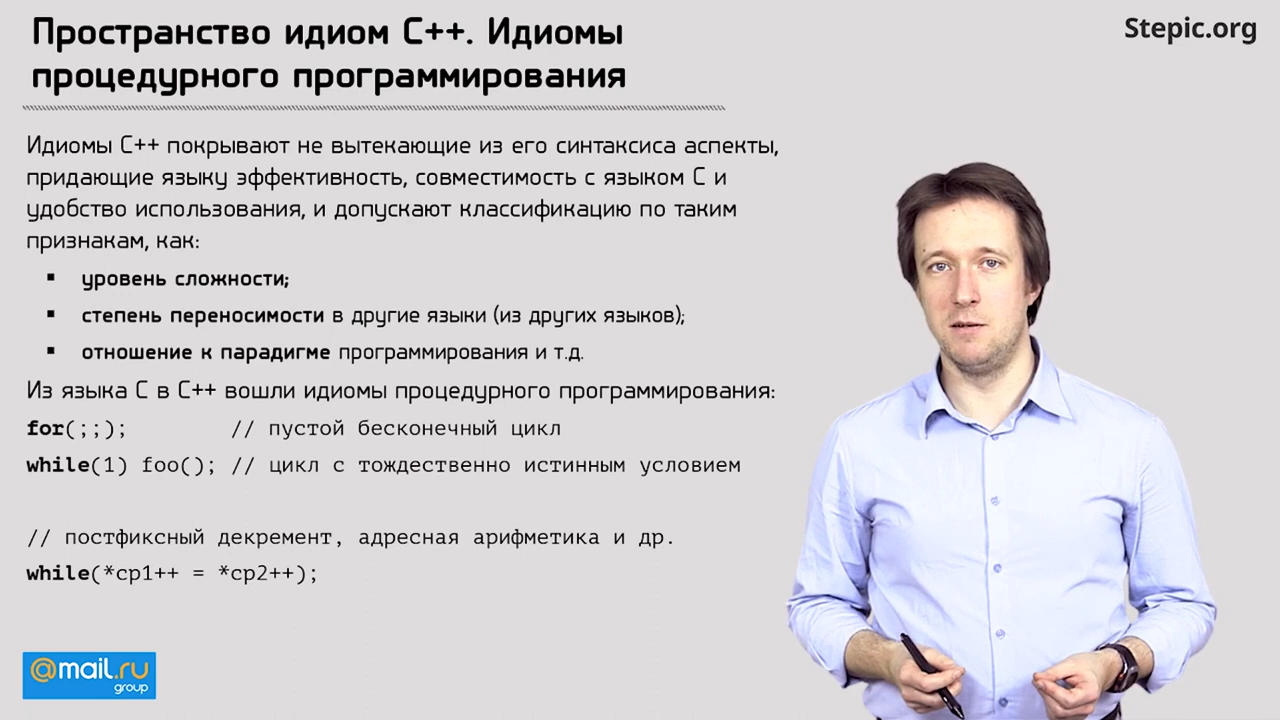 Пространство идиом C++. Идиомы
процедурного программирования
Stepic.org
Идиомы C++ покрывают не вытекающие из его синтаксиса аспекты,
придающие языку эффективность, совместимость с языком C и
удобство использования, и допускают классификацию по таким
признакам, как:
▪ уровень сложности;
▪ степень переносимости в другие языки (из других языков);
▪ отношение к парадигме программирования и т.д.
Из языка C в C++ вошли идиомы процедурного программирования:
for(;;); // пустой бесконечный цикл
while(1) foo(); // цикл с тождественно истинным условием
// постфиксный декремент, адресная арифметика и др.
while(*cp1++ = *cp2++);
@mail.ru
group